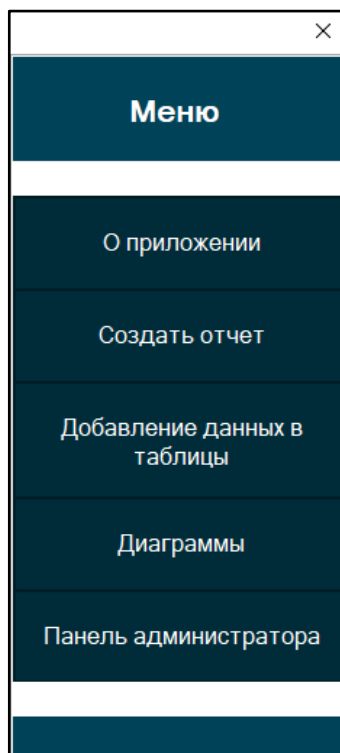 Меню
О приложении
Создать отчет
Добавление данных в
таблицы
Диаграммы
Панель администратора